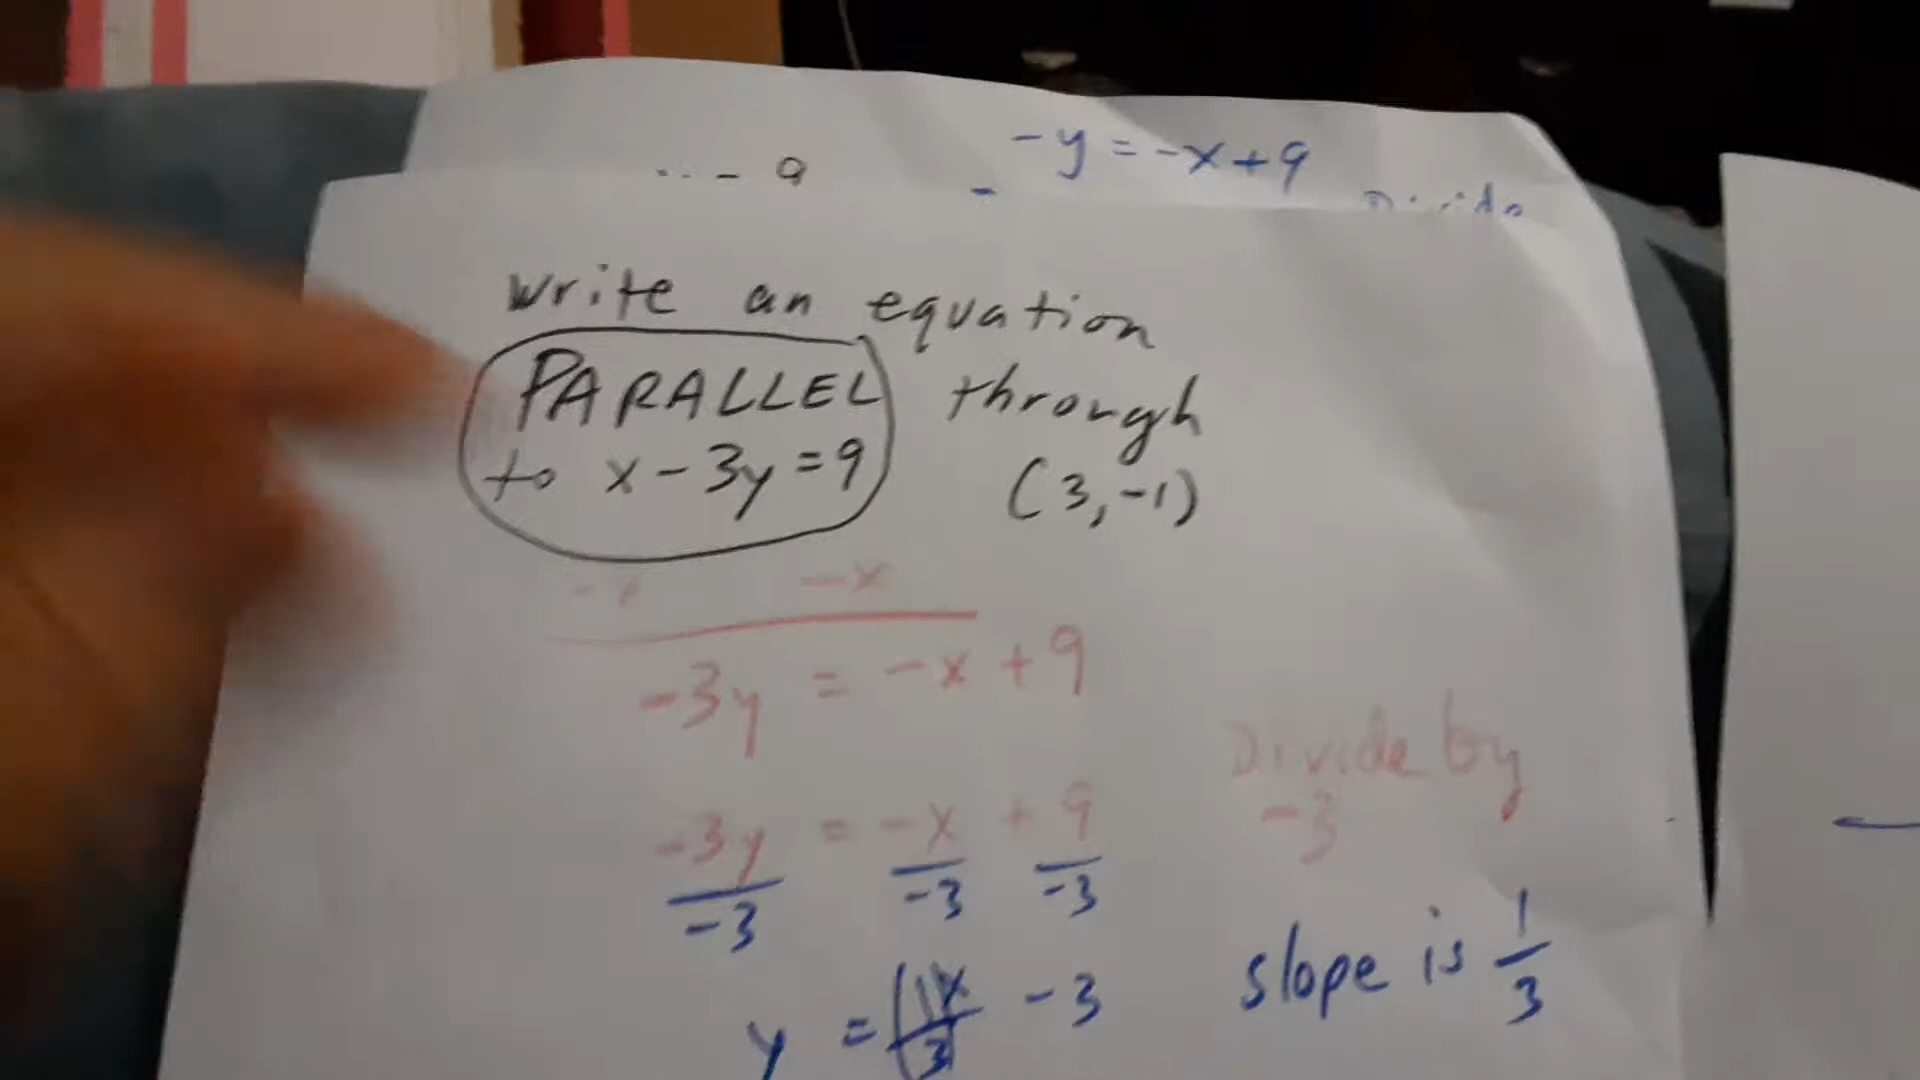 -y = -x+9
- 9
Write an equation
PARALLEL through
to x-3y=9 (3,-1)
-x -x
-3y = -x +9
Divide by
-3
-3y = -x + 9
-3 -3 -3
slope is 1
3
y = 1x - 3
3